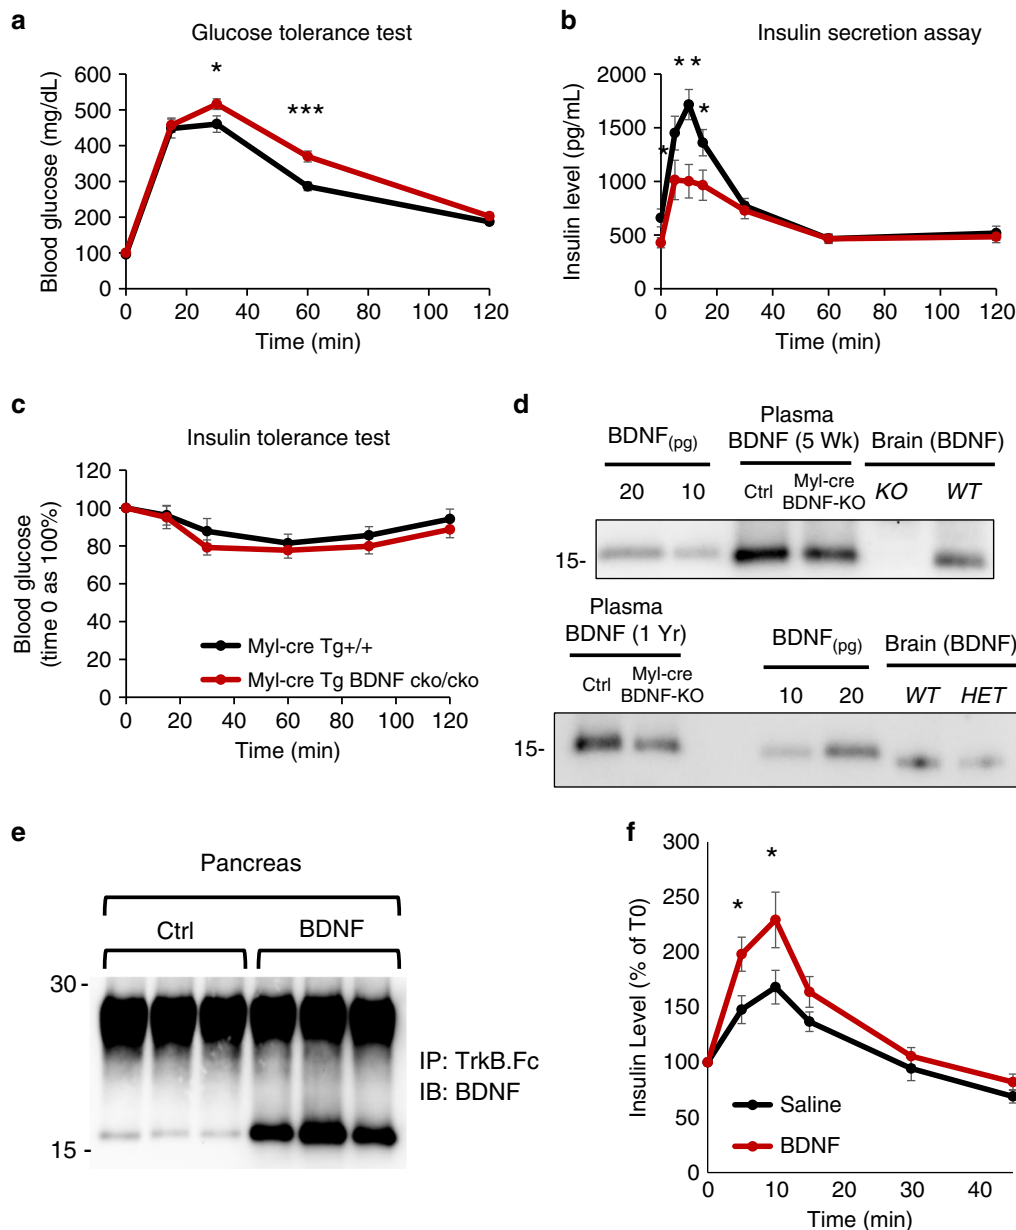 a
Glucose tolerance test
Blood glucose (mg/dL)
600
500
400
300
200
100
0
*
***
0 20 40 60 80 100 120
Time (min)
b
Insulin secretion assay
Insulin level (pg/mL)
2000
1500
1000
500
0
*
* *
*
0 20 40 60 80 100 120
Time (min)
c
Insulin tolerance test
Blood glucose
(time 0 as 100%)
120
100
80
60
40
20
0
Myl-cre Tg+/+
Myl-cre Tg BDNF cko/cko
0 20 40 60 80 100 120
Time (min)
d
BDNF(pg)
20 10
Plasma
BDNF (5 Wk)
Ctrl Myl-cre
BDNF-KO
Brain (BDNF)
KO WT
15-
Plasma
BDNF (1 Yr)
Ctrl Myl-cre
BDNF-KO
BDNF(pg)
10 20
Brain (BDNF)
WT HET
15-
e
Pancreas
Ctrl BDNF
30 -
15 -
IP: TrkB.Fc
IB: BDNF
f
Insulin Level (% of T0)
300
250
200
150
100
50
0
*
*
Saline
BDNF
0 10 20 30 40
Time (min)